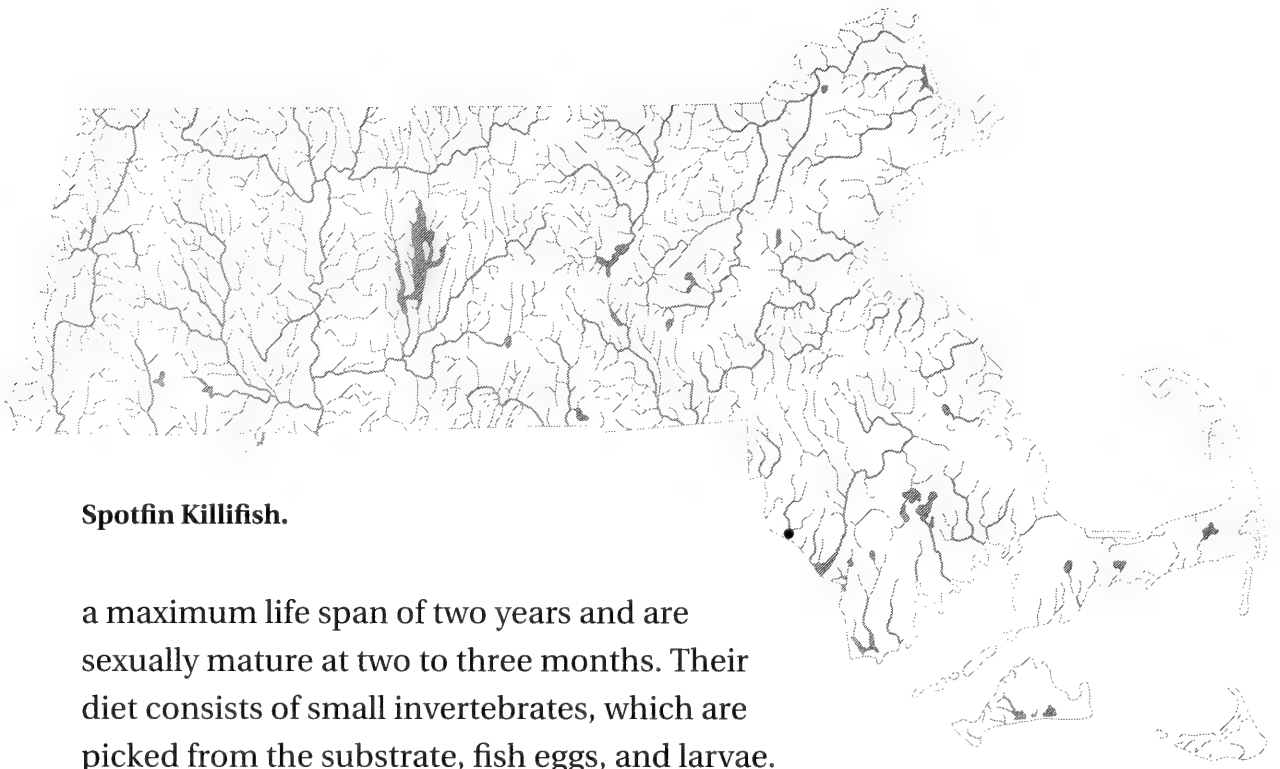 Spotfin Killifish.
a maximum life span of two years and are
sexually mature at two to three months. Their
diet consists of small invertebrates, which are
picked from the substrate, fish eggs, and larvae.